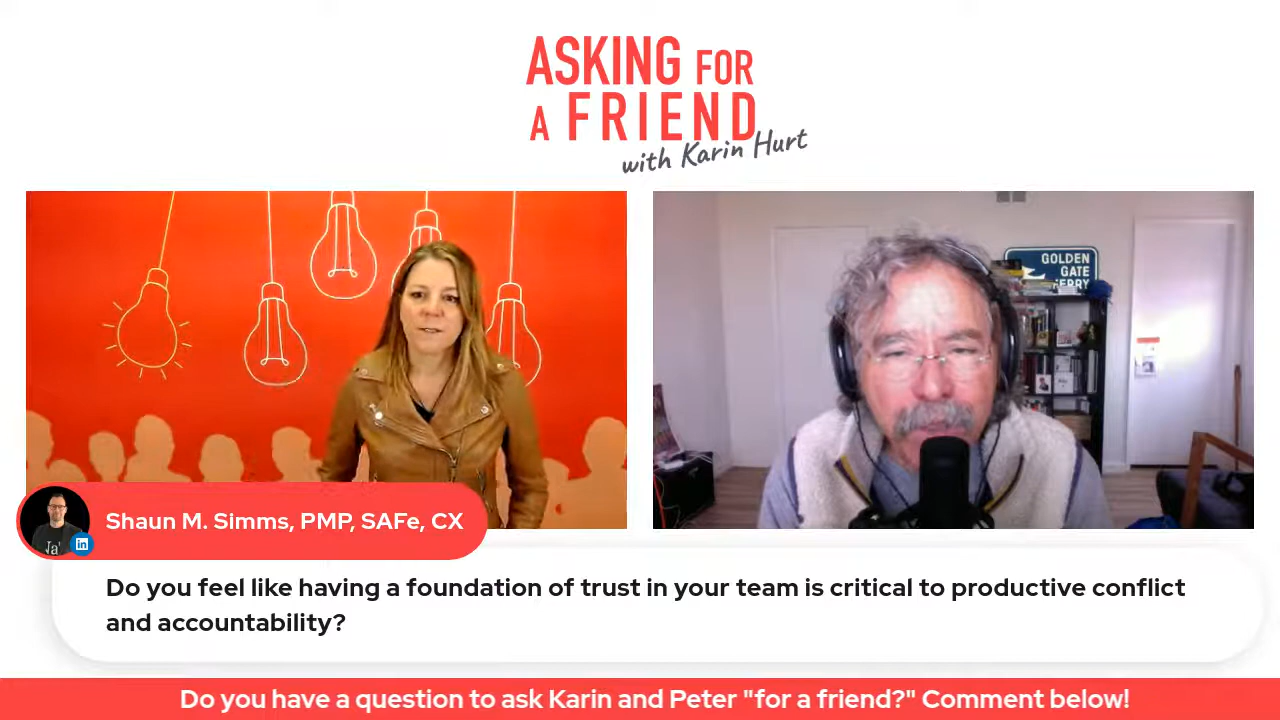 ASKING FOR
A FRIEND
with Karin Hurt
GOLDEN
GATE
FERRY
Shaun M. Simms, PMP, SAFe, CX
in
Do you feel like having a foundation of trust in your team is critical to productive conflict
and accountability?
Do you have a question to ask Karin and Peter "for a friend?" Comment below!